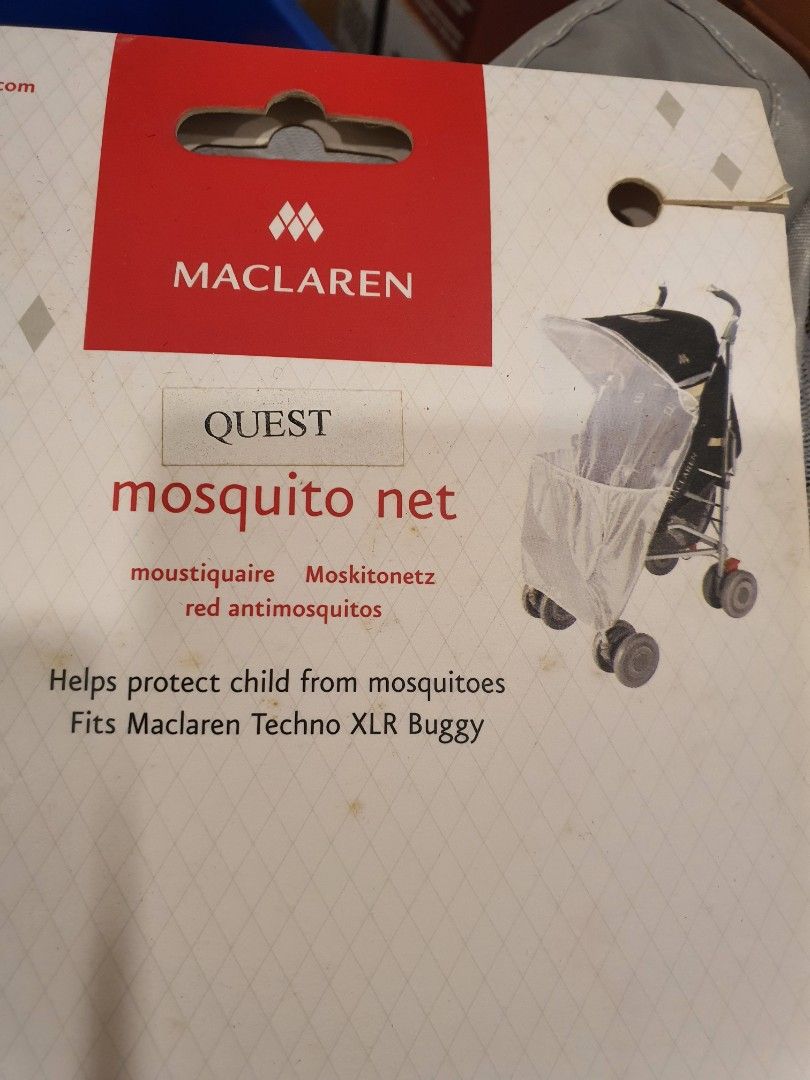 com
MACLAREN
QUEST
mosquito net
moustiquaire Moskitonetz
red antimosquitos
Helps protect child from mosquitoes
Fits Maclaren Techno XLR Buggy
MACLAREN